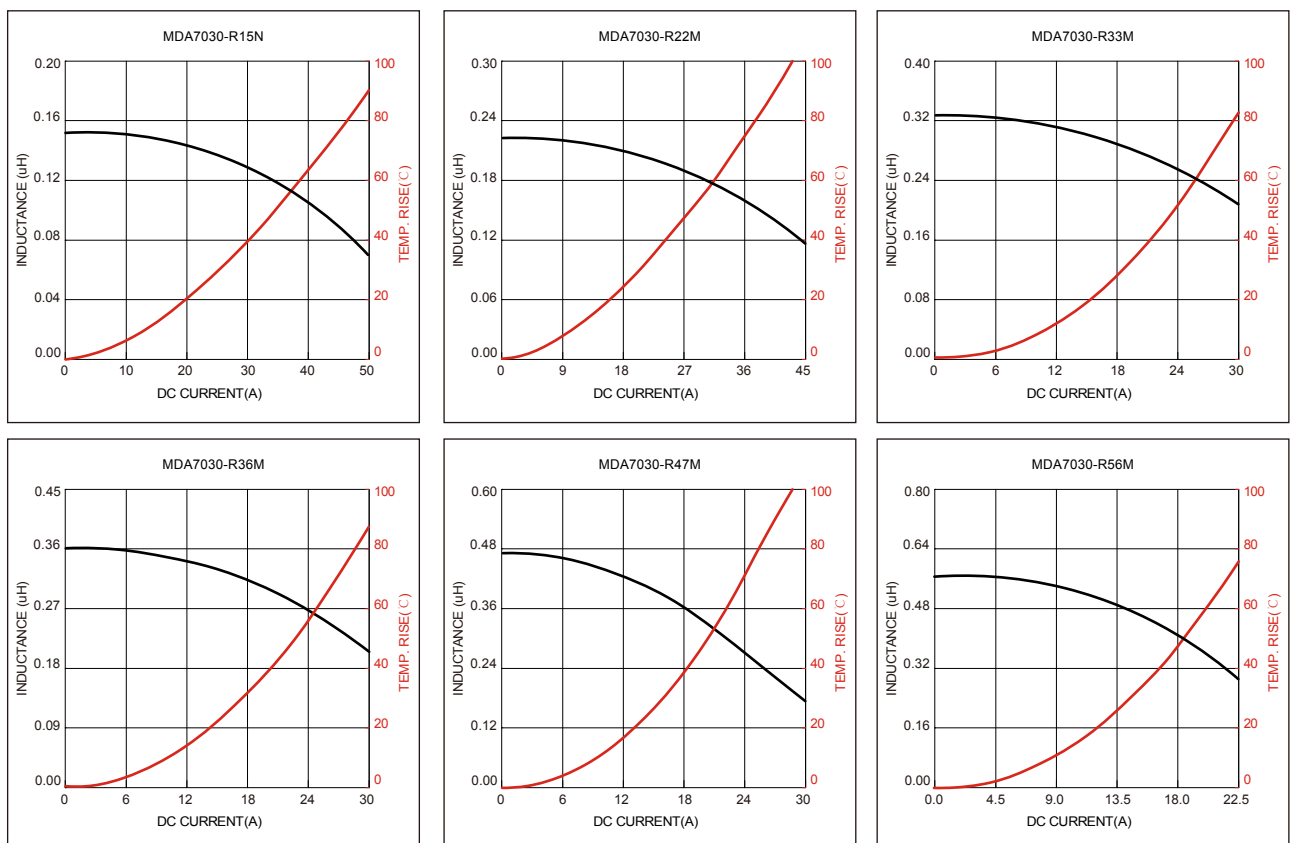 MDA7030-R15N
INDUCTANCE (uH)
0.20
0.16
0.12
0.08
0.04
0.00
100
80
60
40
20
0
TEMP. RISE(℃)
0 10 20 30 40 50
DC CURRENT(A)
MDA7030-R22M
INDUCTANCE (uH)
0.30
0.24
0.18
0.12
0.06
0.00
100
80
60
40
20
0
TEMP. RISE(℃)
0 9 18 27 36 45
DC CURRENT(A)
MDA7030-R33M
INDUCTANCE (uH)
0.40
0.32
0.24
0.16
0.08
0.00
100
80
60
40
20
0
TEMP. RISE(℃)
0 6 12 18 24 30
DC CURRENT(A)
MDA7030-R36M
INDUCTANCE (uH)
0.45
0.36
0.27
0.18
0.09
0.00
100
80
60
40
20
0
TEMP. RISE(℃)
0 6 12 18 24 30
DC CURRENT(A)
MDA7030-R47M
INDUCTANCE (uH)
0.60
0.48
0.36
0.24
0.12
0.00
100
80
60
40
20
0
TEMP. RISE(℃)
0 6 12 18 24 30
DC CURRENT(A)
MDA7030-R56M
INDUCTANCE (uH)
0.80
0.64
0.48
0.32
0.16
0.00
100
80
60
40
20
0
TEMP. RISE(℃)
0.0 4.5 9.0 13.5 18.0 22.5
DC CURRENT(A)